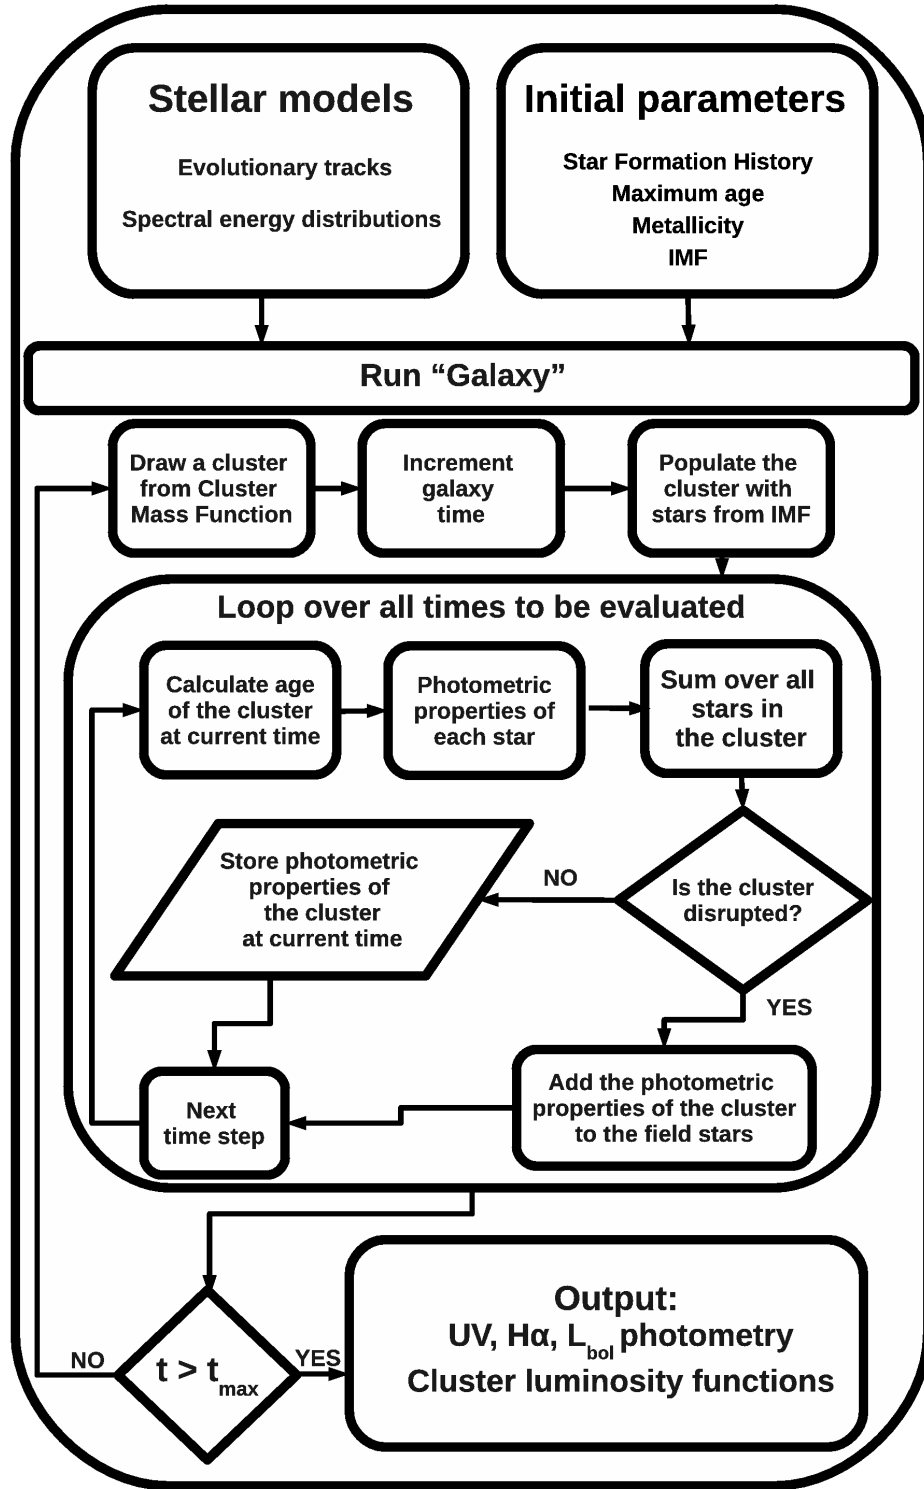 Stellar models
Evolutionary tracks
Spectral energy distributions
Initial parameters
Star Formation History
Maximum age
Metallicity
IMF
Run “Galaxy”
Draw a cluster
from Cluster
Mass Function
Increment
galaxy
time
Populate the
cluster with
stars from IMF
Loop over all times to be evaluated
Calculate age
of the cluster
at current time
Photometric
properties of
each star
Sum over all
stars in
the cluster
Is the cluster
disrupted?
NO
Store photometric
properties of
the cluster
at current time
YES
Add the photometric
properties of the cluster
to the field stars
Next
time step
t > tmax
NO
YES
Output:
UV, Hα, Lbol photometry
Cluster luminosity functions